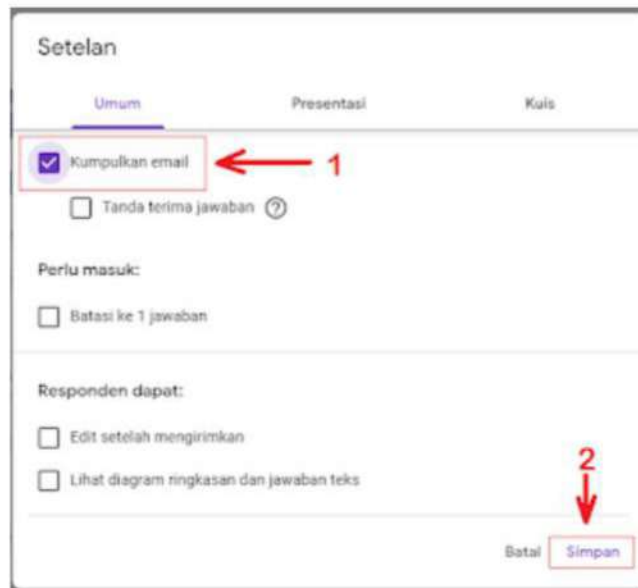 Setelan
Umum Presentasi Kuis
Kumpulkan email 1
Tanda terima jawaban ?
Perlu masuk:
Batasi ke 1 jawaban
Responden dapat:
Edit setelah mengirimkan
Lihat diagram ringkasan dan jawaban teks
2
Batal Simpan